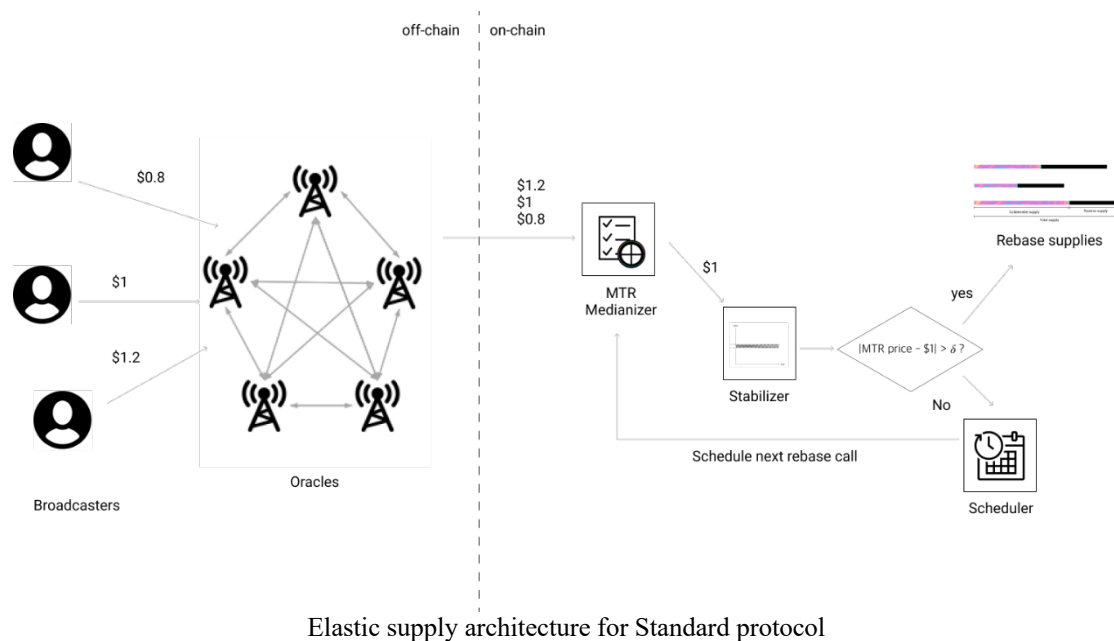 off-chain
on-chain
$0.8
$1
$1.2
Broadcasters
Oracles
$1.2
$1
$0.8
MTR
Medianizer
$1
Stabilizer
|MTR price - $1| > δ ?
yes
Rebase supplies
Total supply
No
Scheduler
Schedule next rebase call
Elastic supply architecture for Standard protocol